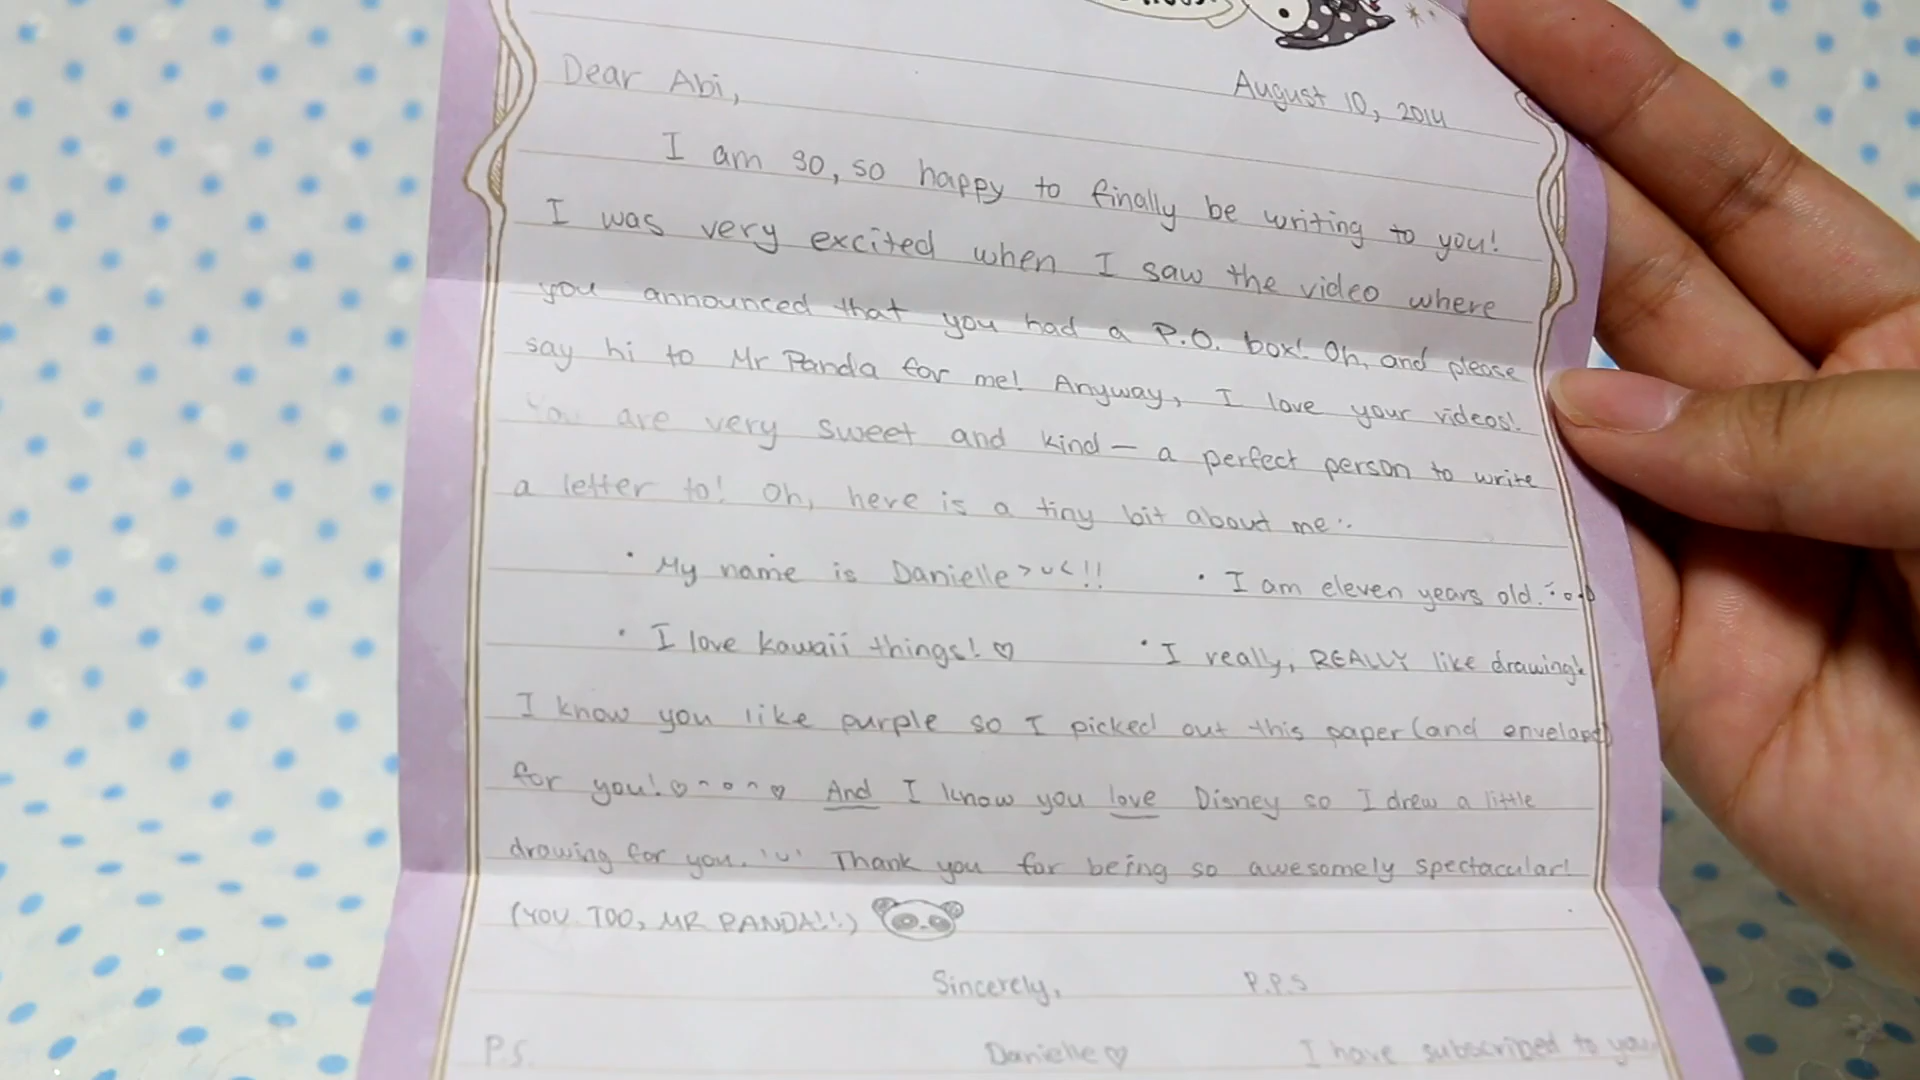 Dear Abi,
August 10, 2014
I am so, so happy to finally be writing to you!
I was very excited when I saw the video where
you announced that you had a P.O. box! Oh, and please
say hi to Mr Panda for me! Anyway, I love your videos!
You are very sweet and kind — a perfect person to write
a letter to! Oh, here is a tiny bit about me:
• My name is Danielle >u<!! • I am eleven years old.
• I love kawaii things! ♡ • I really, REALLY like drawing!
I know you like purple so I picked out this paper (and envelope)
for you! ♡^o^♡ And I know you love Disney so I drew a little
drawing for you. 'u' Thank you for being so awesomely spectacular!
(YOU TOO, MR PANDA!!)
Sincerely, P.P.S
P.S. Danielle ♡ I have subscribed to you